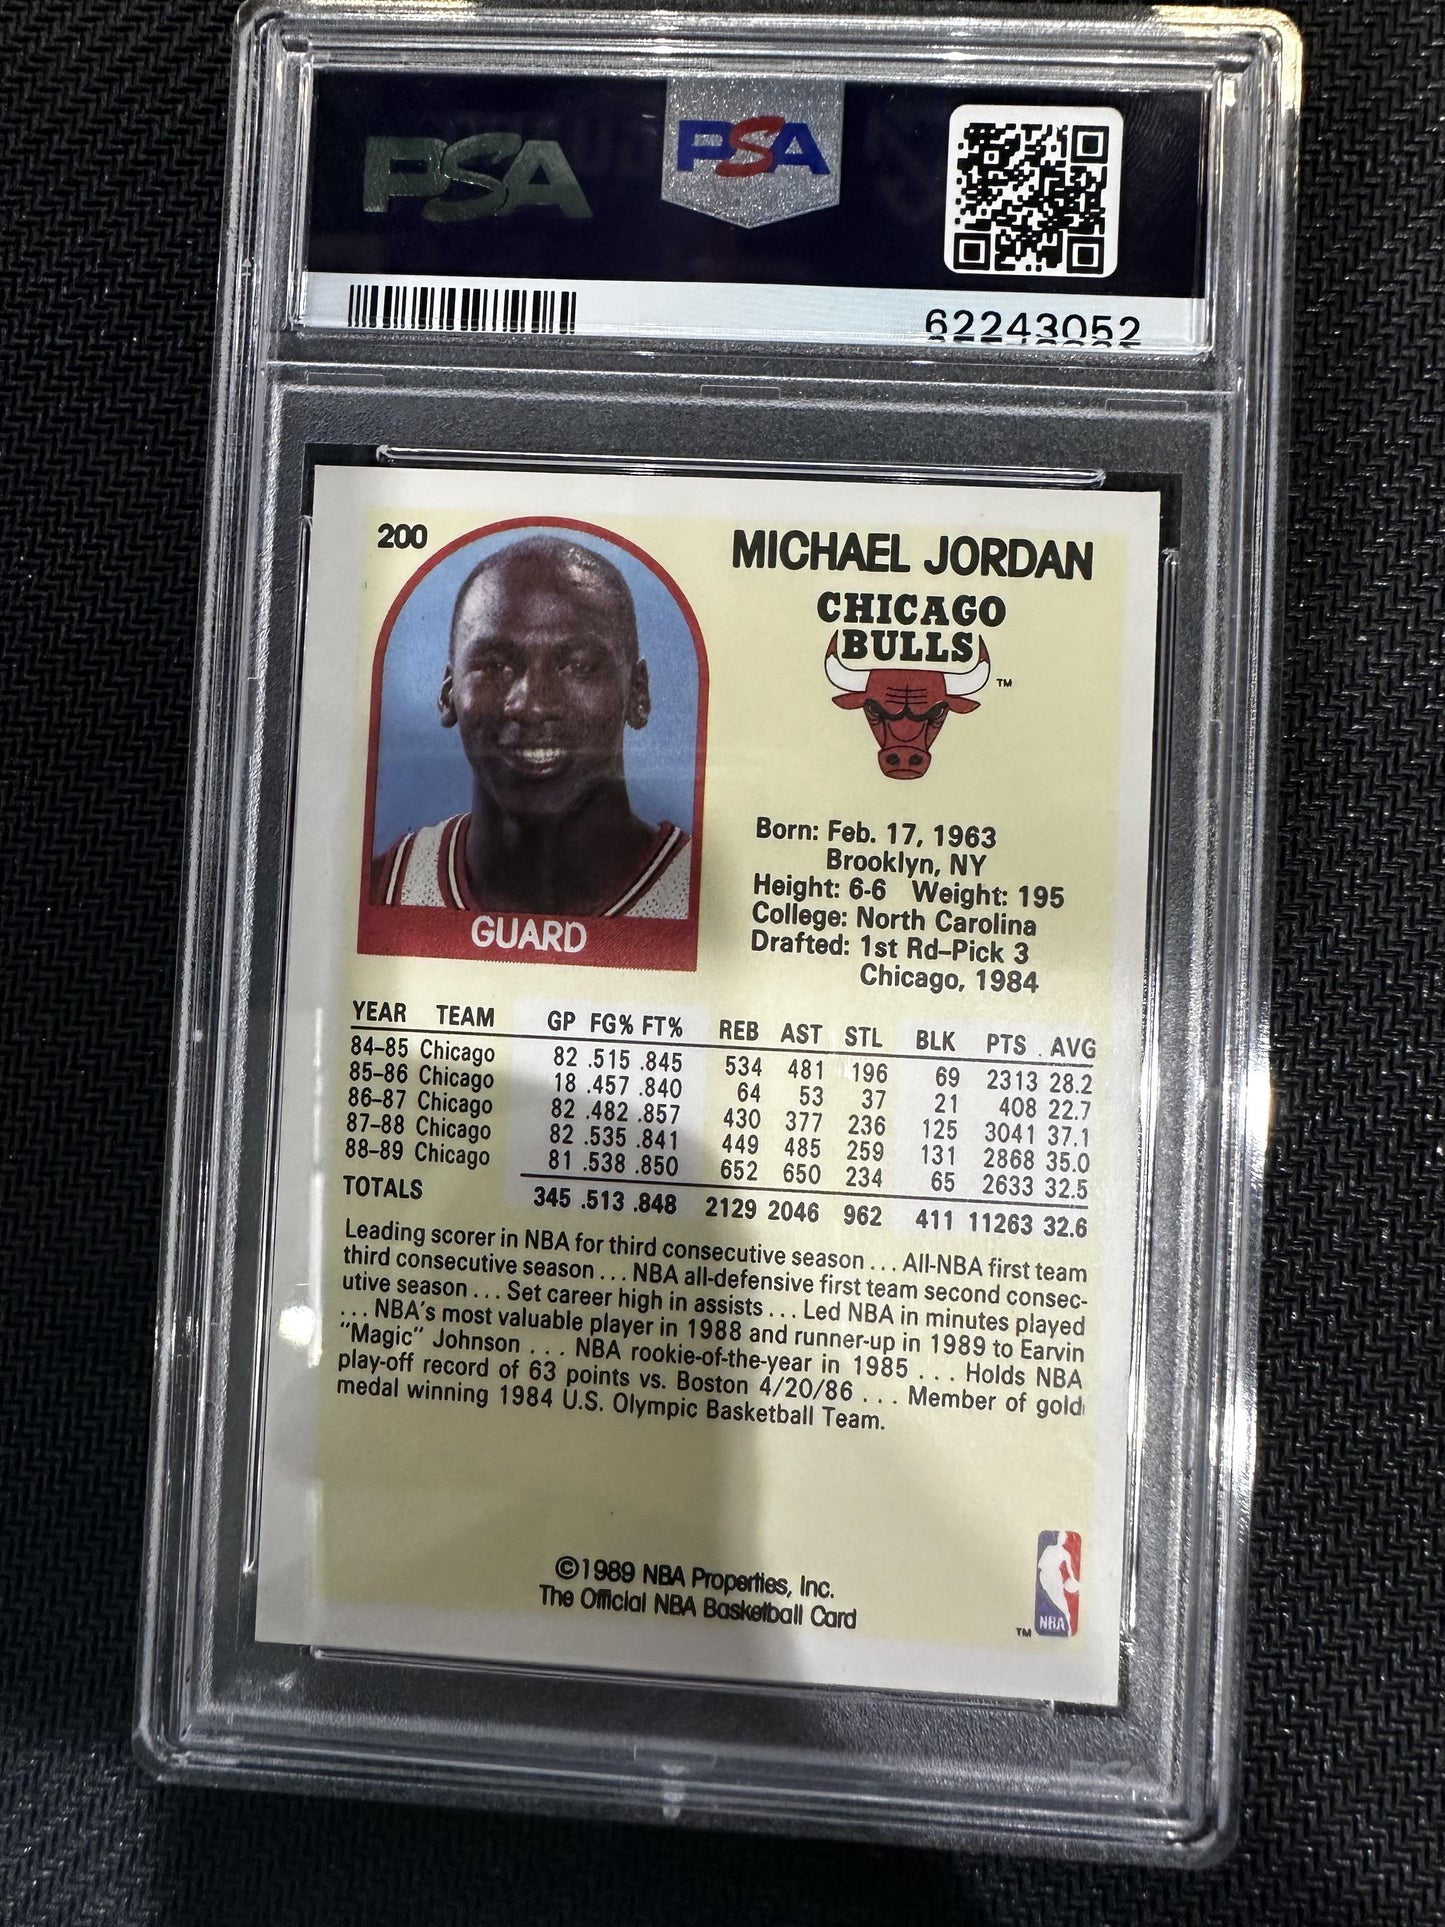 PSA
PSA
62243052
200
MICHAEL JORDAN
CHICAGO
BULLS
TM
Born: Feb. 17, 1963
Brooklyn, NY
Height: 6-6 Weight: 195
College: North Carolina
Drafted: 1st Rd–Pick 3
Chicago, 1984
GUARD
YEAR TEAM GP FG% FT% REB AST STL BLK PTS . AVG
84–85 Chicago 82 .515 .845 534 481 196 69 2313 28.2
85–86 Chicago 18 .457 .840 64 53 37 21 408 22.7
86–87 Chicago 82 .482 .857 430 377 236 125 3041 37.1
87–88 Chicago 82 .535 .841 449 485 259 131 2868 35.0
88–89 Chicago 81 .538 .850 652 650 234 65 2633 32.5
TOTALS 345 .513 .848 2129 2046 962 411 11263 32.6
Leading scorer in NBA for third consecutive season . . . All-NBA first team
third consecutive season . . . NBA all-defensive first team second consec-
utive season . . . Set career high in assists . . . Led NBA in minutes played
. . . NBA's most valuable player in 1988 and runner-up in 1989 to Earvin
"Magic" Johnson . . . NBA rookie-of-the-year in 1985 . . . Holds NBA
play-off record of 63 points vs. Boston 4/20/86 . . . Member of gold
medal winning 1984 U.S. Olympic Basketball Team.
©1989 NBA Properties, Inc.
The Official NBA Basketball Card
TM
NBA